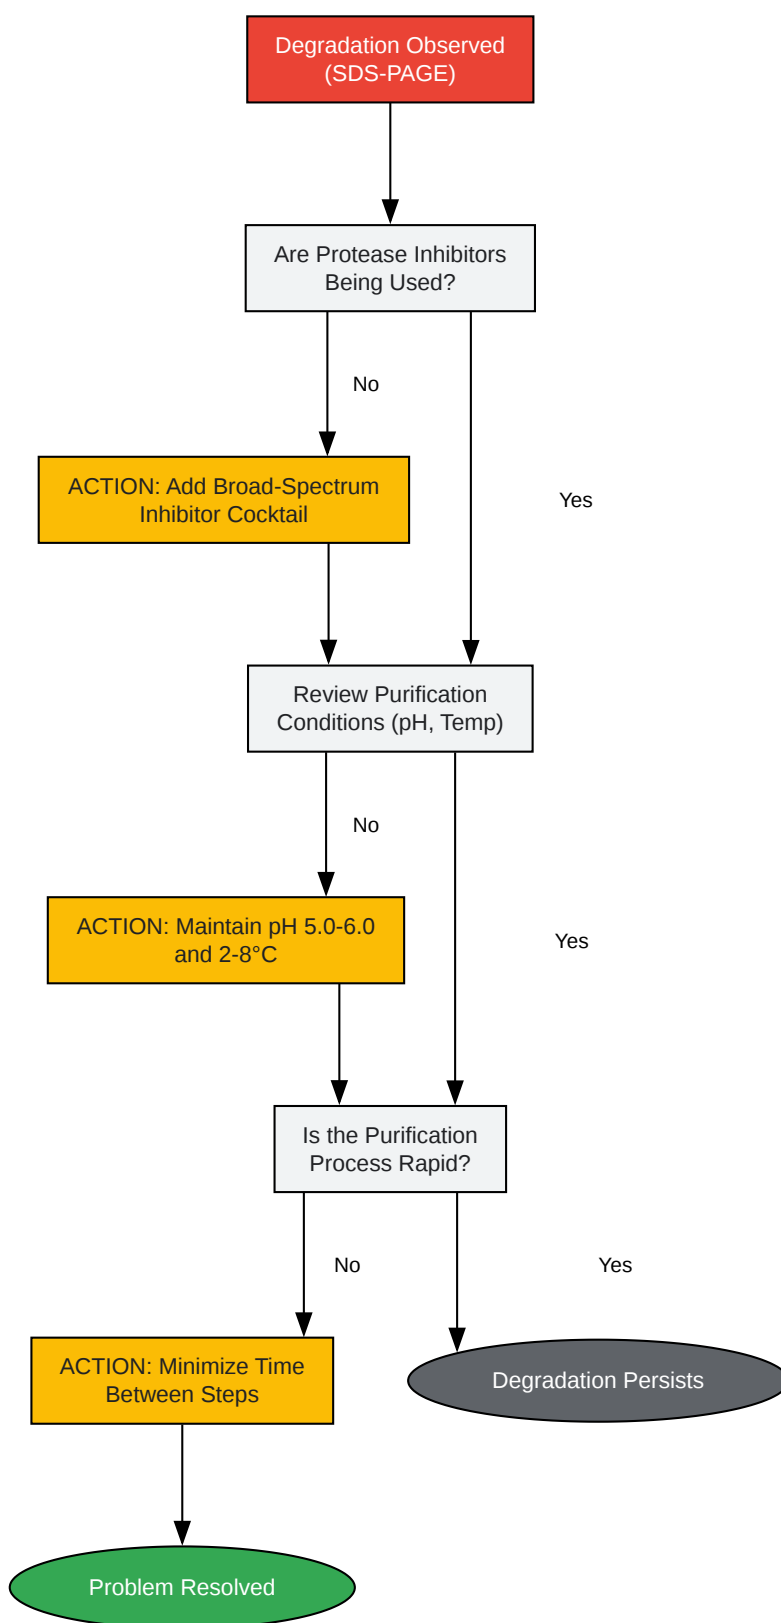 Degradation Observed
(SDS-PAGE)
Are Protease Inhibitors
Being Used?
No
ACTION: Add Broad-Spectrum
Inhibitor Cocktail
Yes
Review Purification
Conditions (pH, Temp)
No
ACTION: Maintain pH 5.0-6.0
and 2-8°C
Yes
Is the Purification
Process Rapid?
No
Yes
ACTION: Minimize Time
Between Steps
Degradation Persists
Problem Resolved